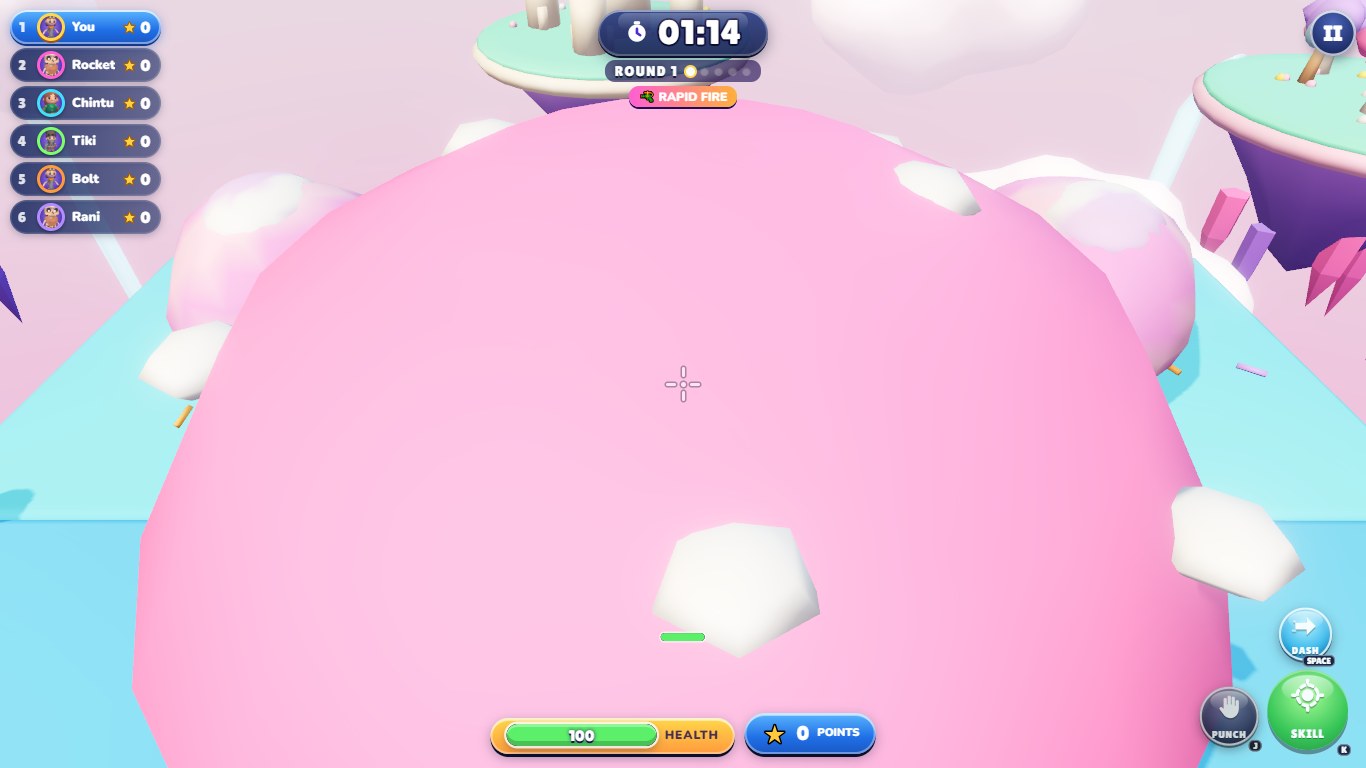 1 You 0
2 Rocket 0
3 Chintu 0
4 Tiki 0
5 Bolt 0
6 Rani 0
01:14
ROUND 1
RAPID FIRE
DASH
SPACE
PUNCH
J
SKILL
K
100 HEALTH
0 POINTS